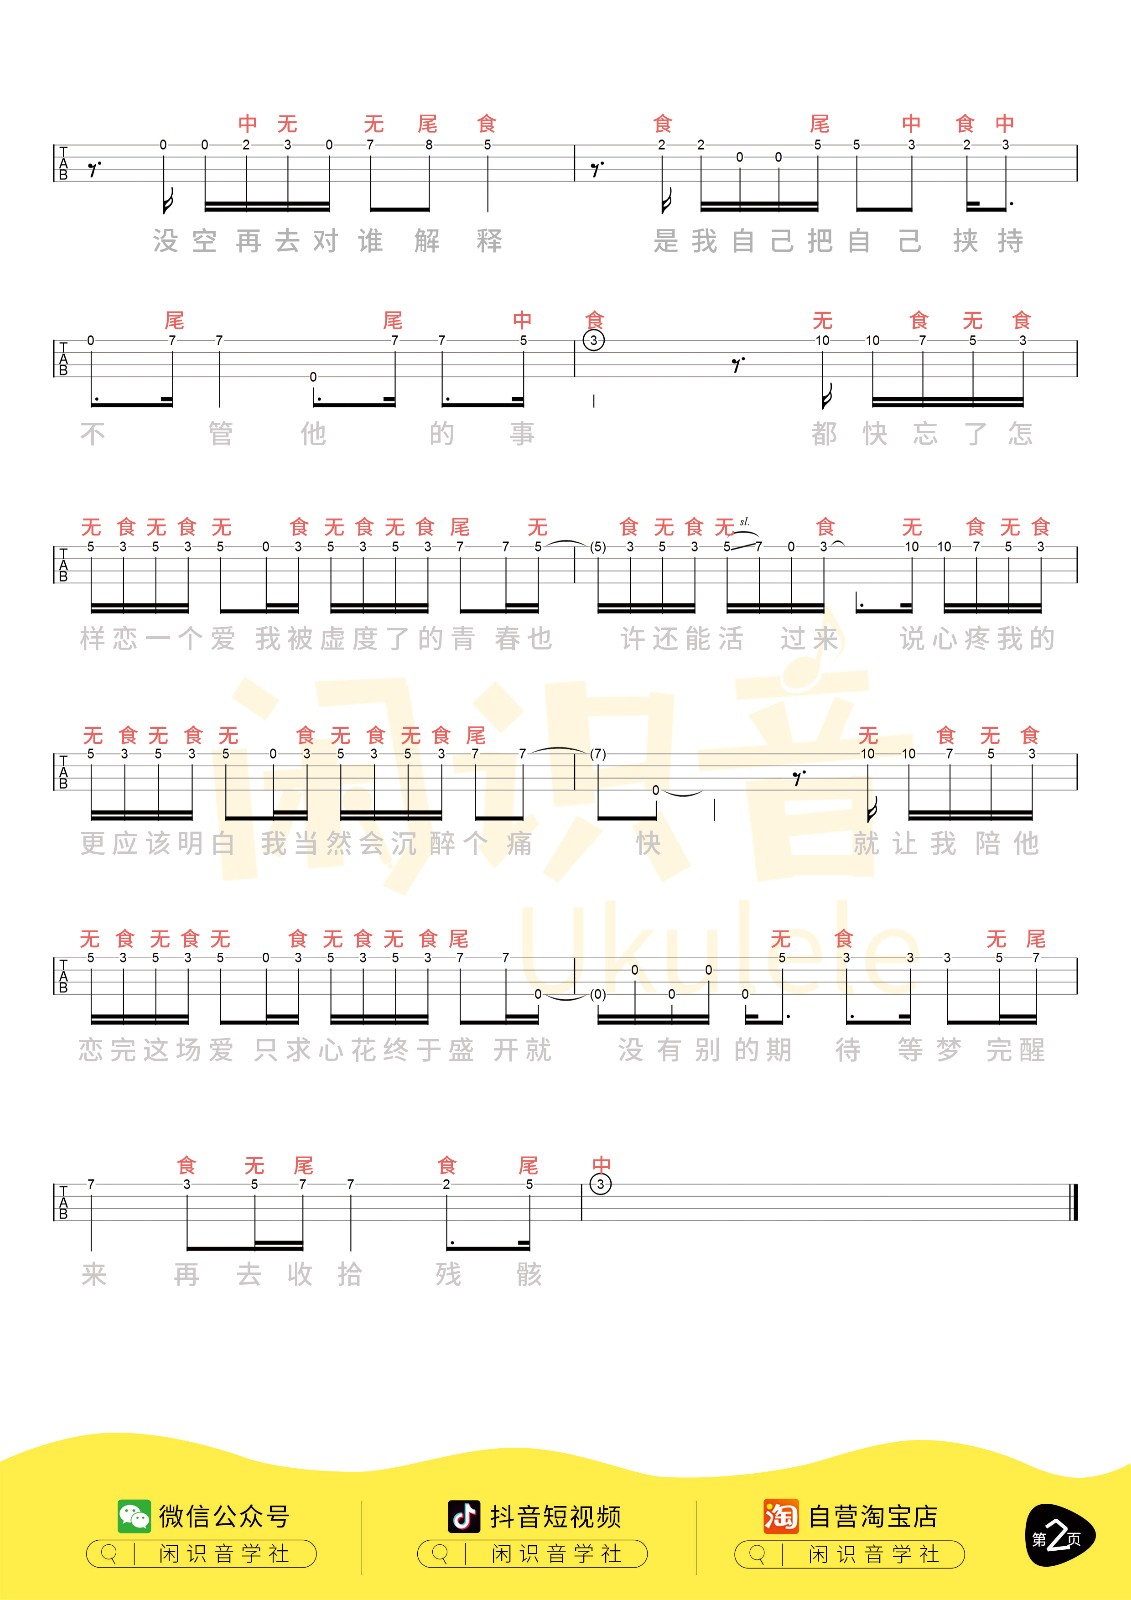 中 无 无 尾 食 食 尾 中 食 中
0 0 2 3 0 7 8 5 2 2 0 0 5 5 3 2 3
TAB
没 空 再 去 对 谁 解 释 是 我 自 己 把 自 己 挟 持
尾 尾 中 食 无 食 无 食
0 7 7 0 7 7 5 3 10 10 7 5 3
TAB
不 管 他 的 事 都 快 忘 了 怎
无 食 无 食 无 食 无 食 无 食 尾 无 食 无 食 无 sl. 食 无 食 无 食
5 3 5 3 5 0 3 5 3 5 3 7 7 5 (5) 3 5 3 5 7 0 3 10 10 7 5 3
TAB
样 恋 一 个 爱 我 被 虚 度 了 的 青 春 也 许 还 能 活 过 来 说 心 疼 我 的
无 食 无 食 无 食 无 食 无 食 尾 无 食 无 食
5 3 5 3 5 0 3 5 3 5 3 7 7 (7) 0 10 10 7 5 3
TAB
更 应 该 明 白 我 当 然 会 沉 醉 个 痛 快 就 让 我 陪 他
闲识音
Ukulele
无 食 无 食 无 食 无 食 无 食 尾 无 食 无 尾
5 3 5 3 5 0 3 5 3 5 3 7 7 0 (0) 0 0 0 0 5 3 3 3 5 7
TAB
恋 完 这 场 爱 只 求 心 花 终 于 盛 开 就 没 有 别 的 期 待 等 梦 完 醒
食 无 尾 食 尾 中
7 3 5 7 7 2 5 3
TAB
来 再 去 收 拾 残 骸
微信公众号 抖音短视频 淘 自营淘宝店
闲识音学社 闲识音学社 闲识音学社
第2页